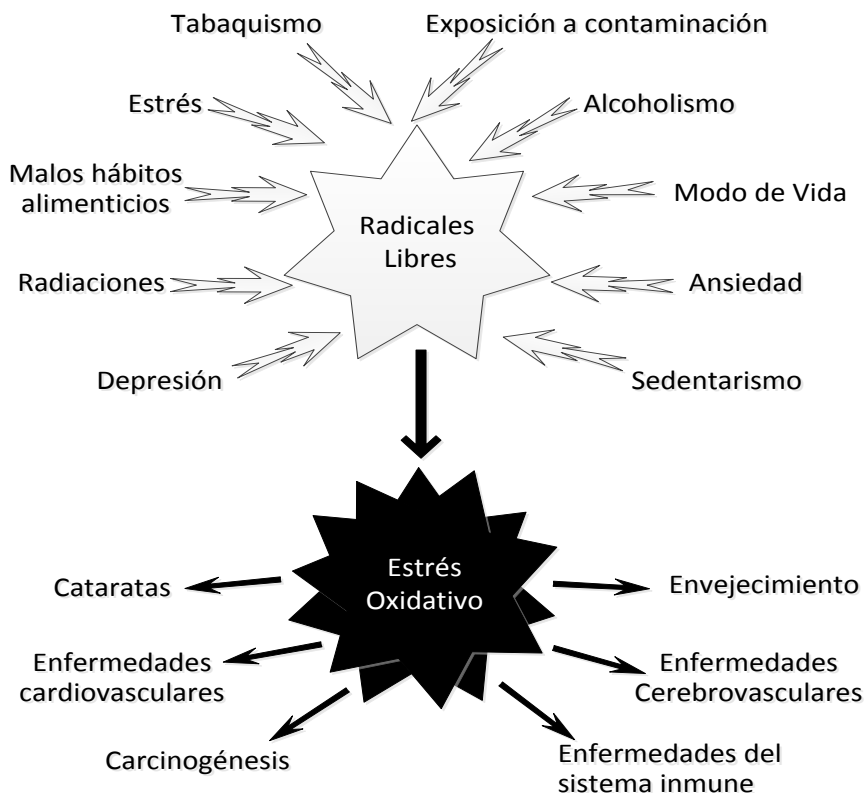 Tabaquismo
Exposición a contaminación
Estrés
Alcoholismo
Malos hábitos
alimenticios
Modo de Vida
Radicales
Libres
Radiaciones
Ansiedad
Depresión
Sedentarismo
Estrés
Oxidativo
Cataratas
Envejecimiento
Enfermedades
cardiovasculares
Enfermedades
Cerebrovasculares
Carcinogénesis
Enfermedades del
sistema inmune